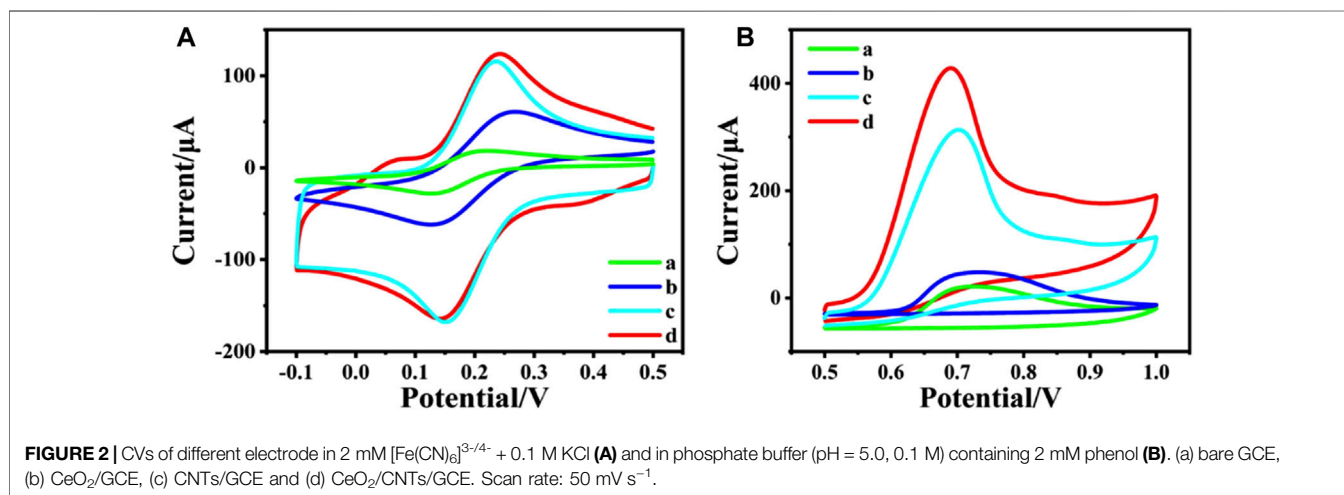 A
B
100
0
-100
-200
Current/μA
-0.1 0.0 0.1 0.2 0.3 0.4 0.5
Potential/V
a
b
c
d
400
200
0
Current/μA
0.5 0.6 0.7 0.8 0.9 1.0
Potential/V
a
b
c
d
FIGURE 2 | CVs of different electrode in 2 mM [Fe(CN)₆]³⁻/⁴⁻ + 0.1 M KCl (A) and in phosphate buffer (pH = 5.0, 0.1 M) containing 2 mM phenol (B). (a) bare GCE,
(b) CeO₂/GCE, (c) CNTs/GCE and (d) CeO₂/CNTs/GCE. Scan rate: 50 mV s⁻¹.